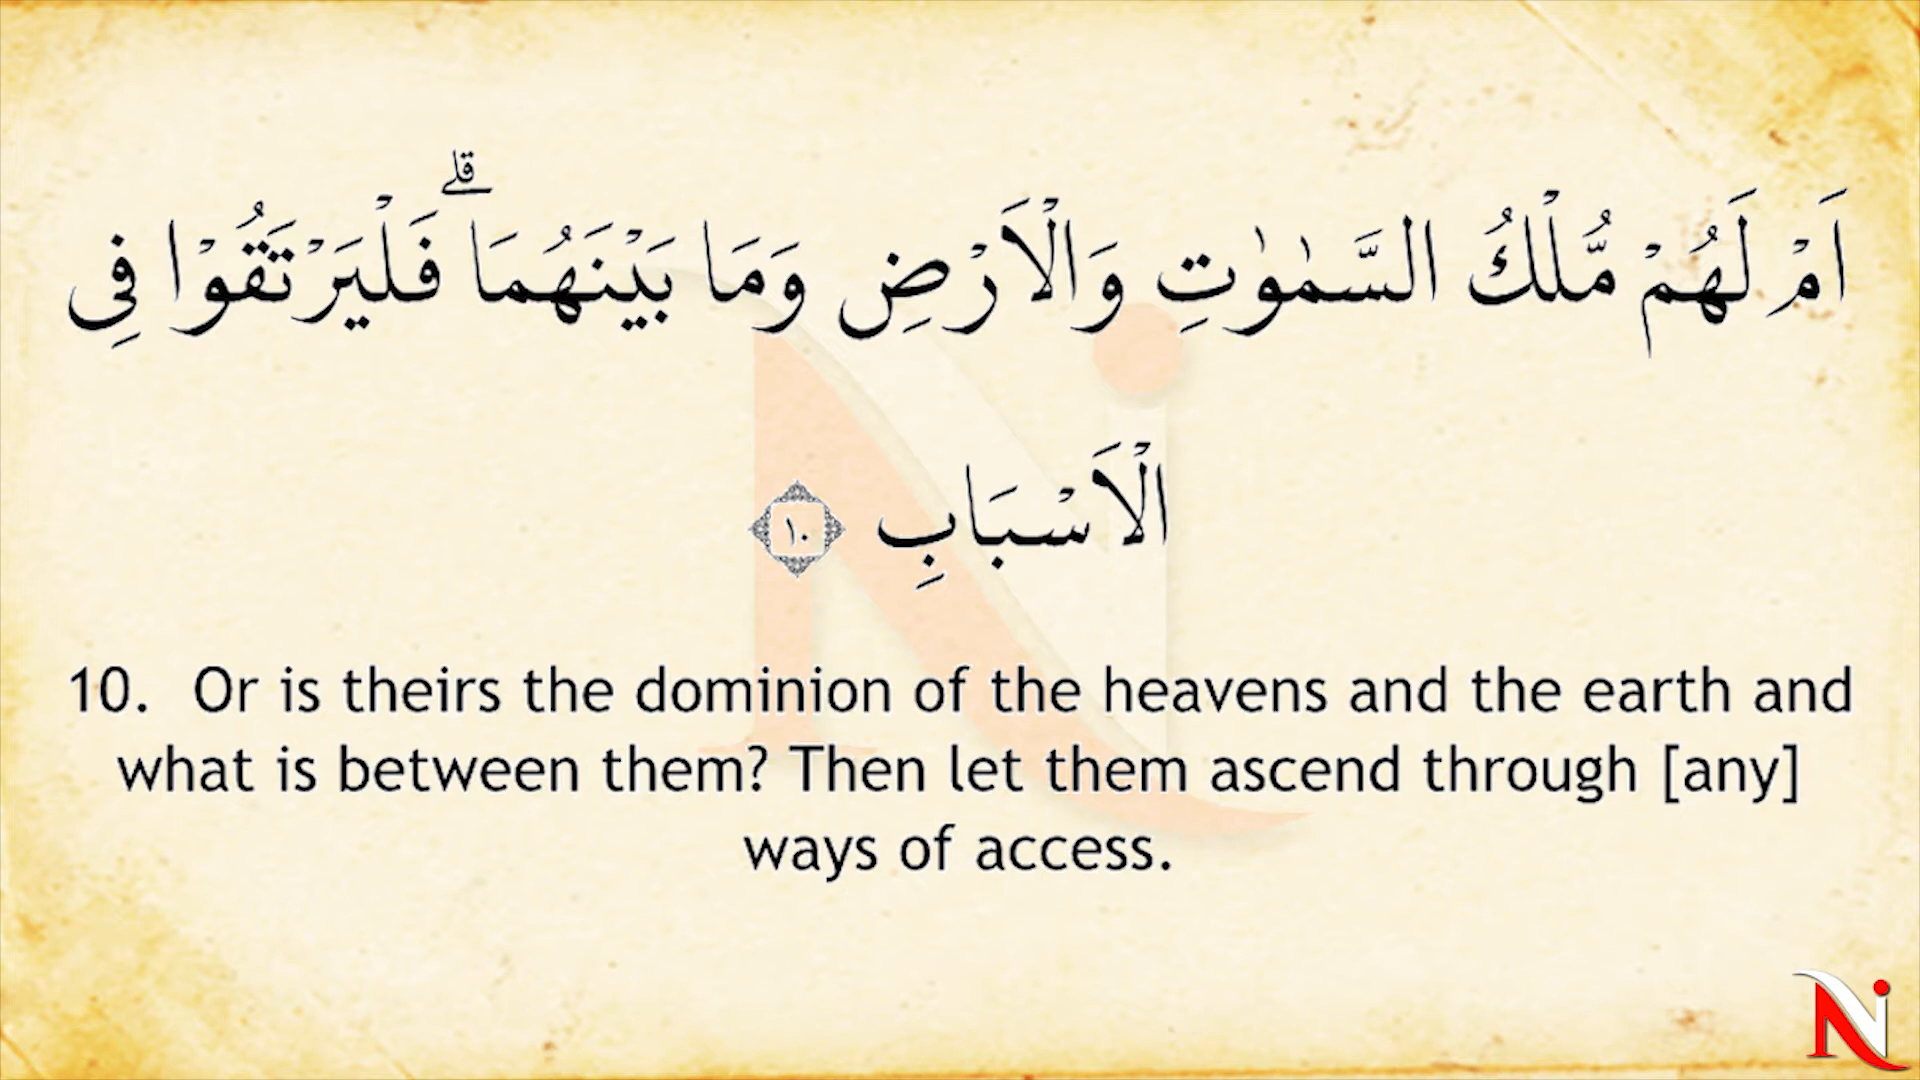 اَمْ لَهُمْ مُّلْكُ السَّمٰوٰتِ وَالْاَرْضِ وَمَا بَيْنَهُمَا ۗ فَلْيَرْتَقُوْا فِى
الْاَسْبَابِ ١٠
10. Or is theirs the dominion of the heavens and the earth and
what is between them? Then let them ascend through [any]
ways of access.
Ni